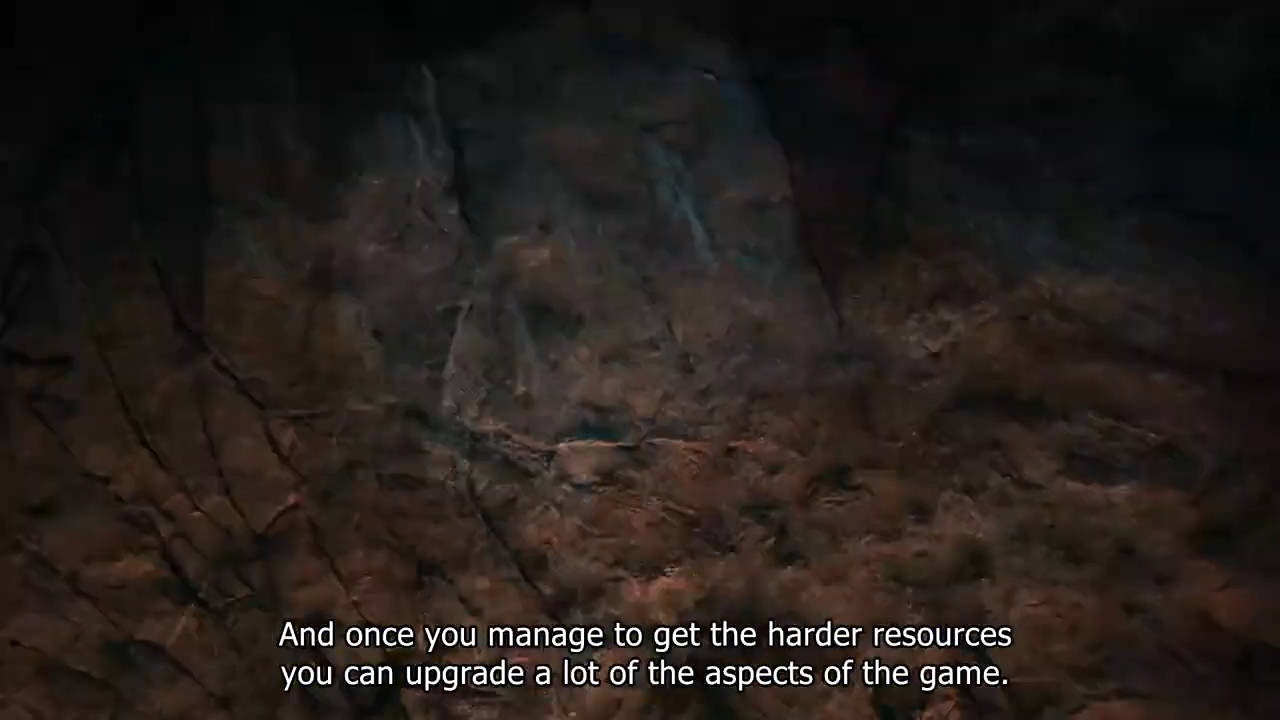 And once you manage to get the harder resources
you can upgrade a lot of the aspects of the game.